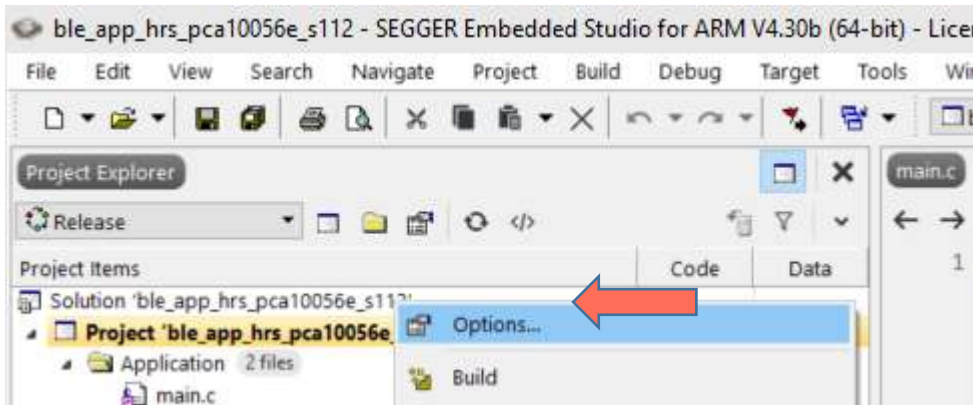 ble_app_hrs_pca10056e_s112 - SEGGER Embedded Studio for ARM V4.30b (64-bit) - Licen
File Edit View Search Navigate Project Build Debug Target Tools Wi
Project Explorer
main.c
Release
Project Items Code Data
1
Solution 'ble_app_hrs_pca10056e_s112'
Project 'ble_app_hrs_pca10056e_
Options...
Application 2 files
Build
main.c